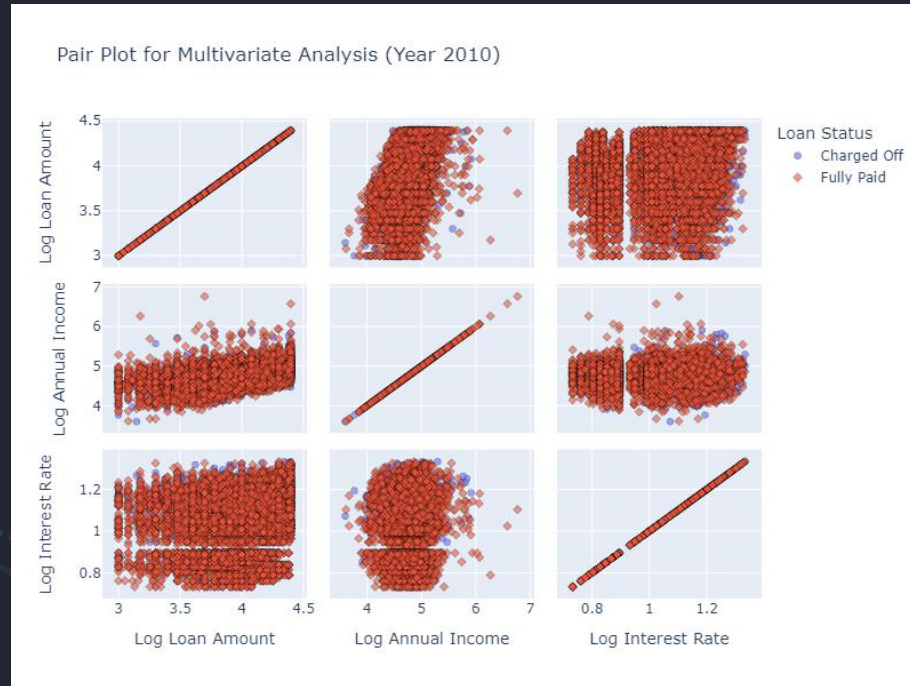 Pair Plot for Multivariate Analysis (Year 2010)
Log Loan Amount
4.5
4
3.5
3
Loan Status
Charged Off
Fully Paid
Log Annual Income
7
6
5
4
Log Interest Rate
1.2
1
0.8
3 3.5 4 4.5 4 5 6 7 0.8 1 1.2
Log Loan Amount Log Annual Income Log Interest Rate